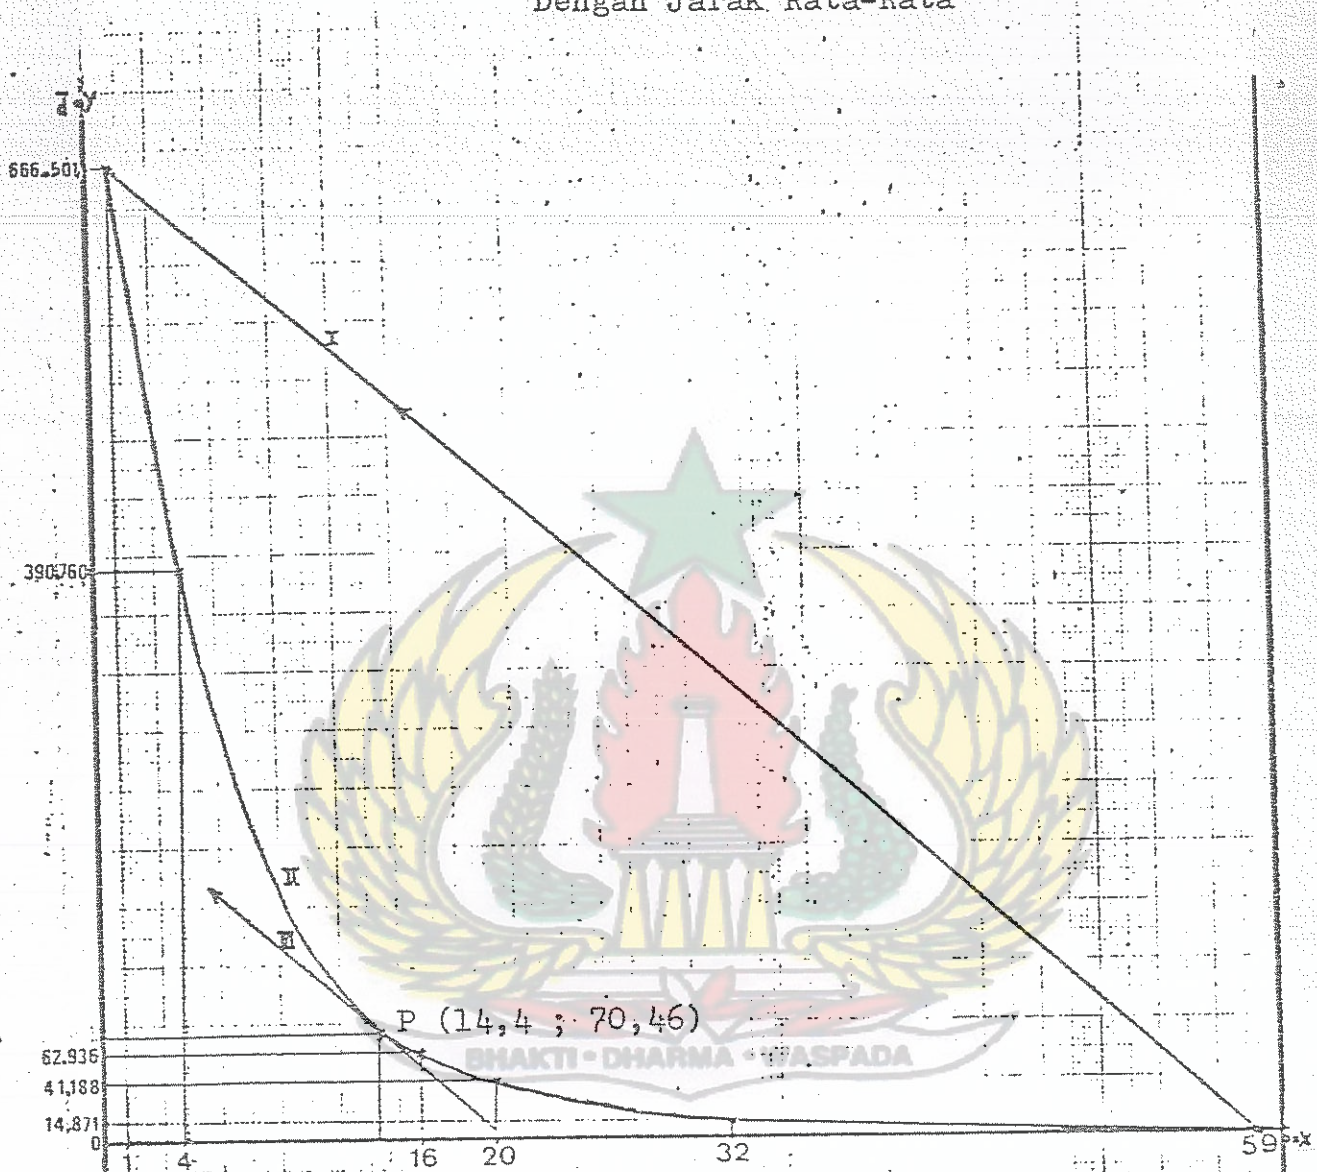 Dengan Jarak Rata-Rata
d=y
666.501
I
390.760
II
III
P (14,4 ; 70,46)
62.936
BHAKTI • DHARMA • WASPADA
41,188
14,871
0
1 4 16 20 32 59 x